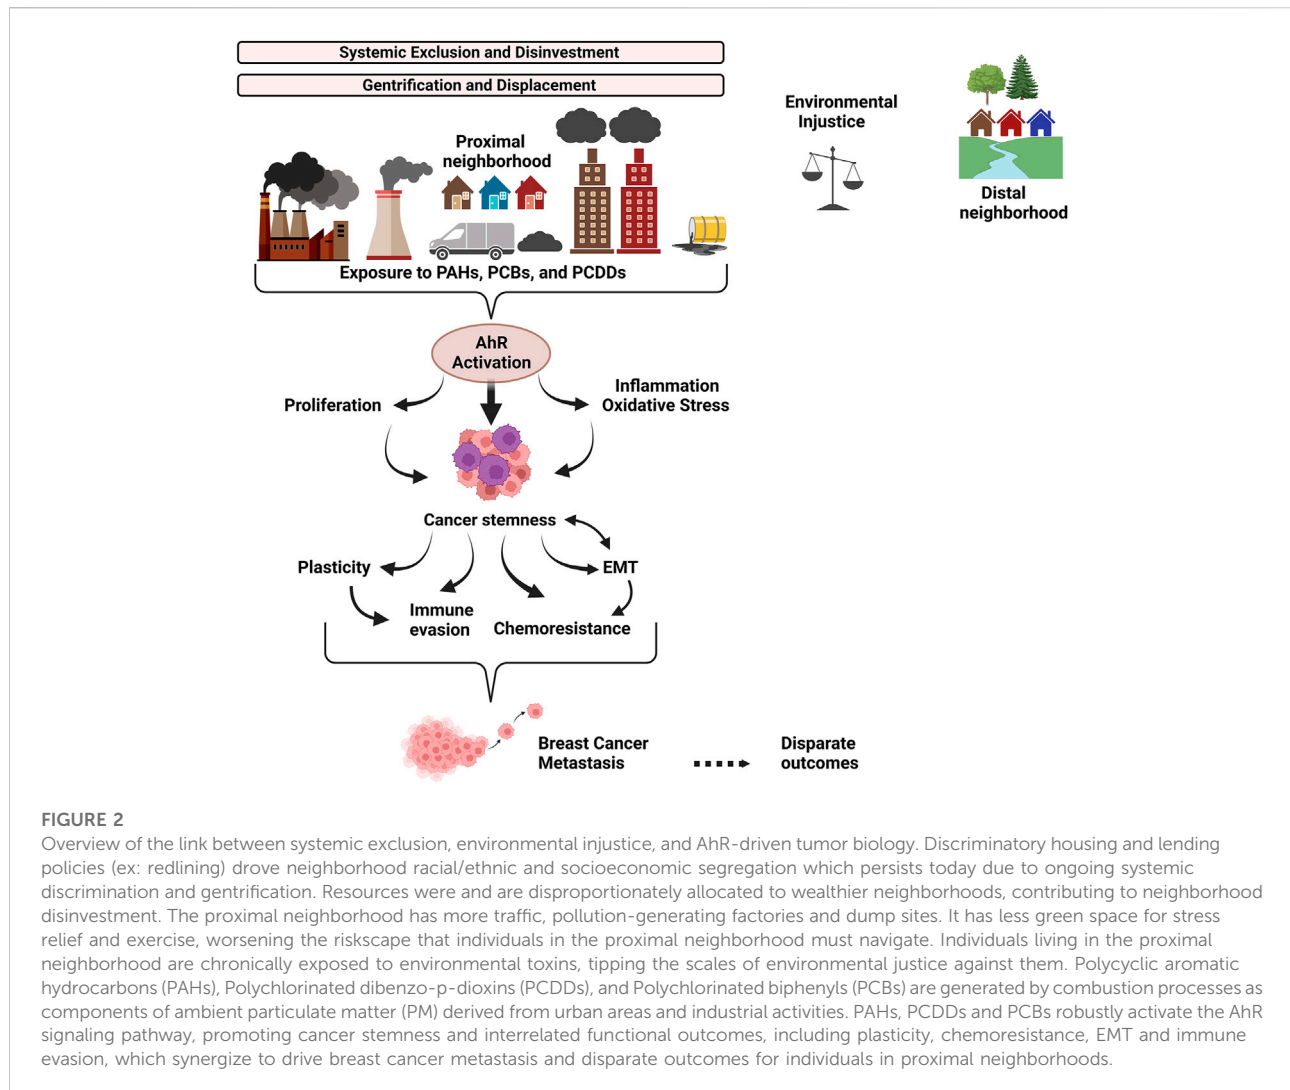 Systemic Exclusion and Disinvestment
Gentrification and Displacement
Proximal
neighborhood
Environmental
Injustice
Distal
neighborhood
Exposure to PAHs, PCBs, and PCDDs
AhR
Activation
Proliferation
Inflammation
Oxidative Stress
Cancer stemness
Plasticity
EMT
Immune
evasion
Chemoresistance
Breast Cancer
Metastasis
Disparate
outcomes
FIGURE 2
Overview of the link between systemic exclusion, environmental injustice, and AhR-driven tumor biology. Discriminatory housing and lending
policies (ex: redlining) drove neighborhood racial/ethnic and socioeconomic segregation which persists today due to ongoing systemic
discrimination and gentrification. Resources were and are disproportionately allocated to wealthier neighborhoods, contributing to neighborhood
disinvestment. The proximal neighborhood has more traffic, pollution-generating factories and dump sites. It has less green space for stress
relief and exercise, worsening the riskscape that individuals in the proximal neighborhood must navigate. Individuals living in the proximal
neighborhood are chronically exposed to environmental toxins, tipping the scales of environmental justice against them. Polycyclic aromatic
hydrocarbons (PAHs), Polychlorinated dibenzo-p-dioxins (PCDDs), and Polychlorinated biphenyls (PCBs) are generated by combustion processes as
components of ambient particulate matter (PM) derived from urban areas and industrial activities. PAHs, PCDDs and PCBs robustly activate the AhR
signaling pathway, promoting cancer stemness and interrelated functional outcomes, including plasticity, chemoresistance, EMT and immune
evasion, which synergize to drive breast cancer metastasis and disparate outcomes for individuals in proximal neighborhoods.